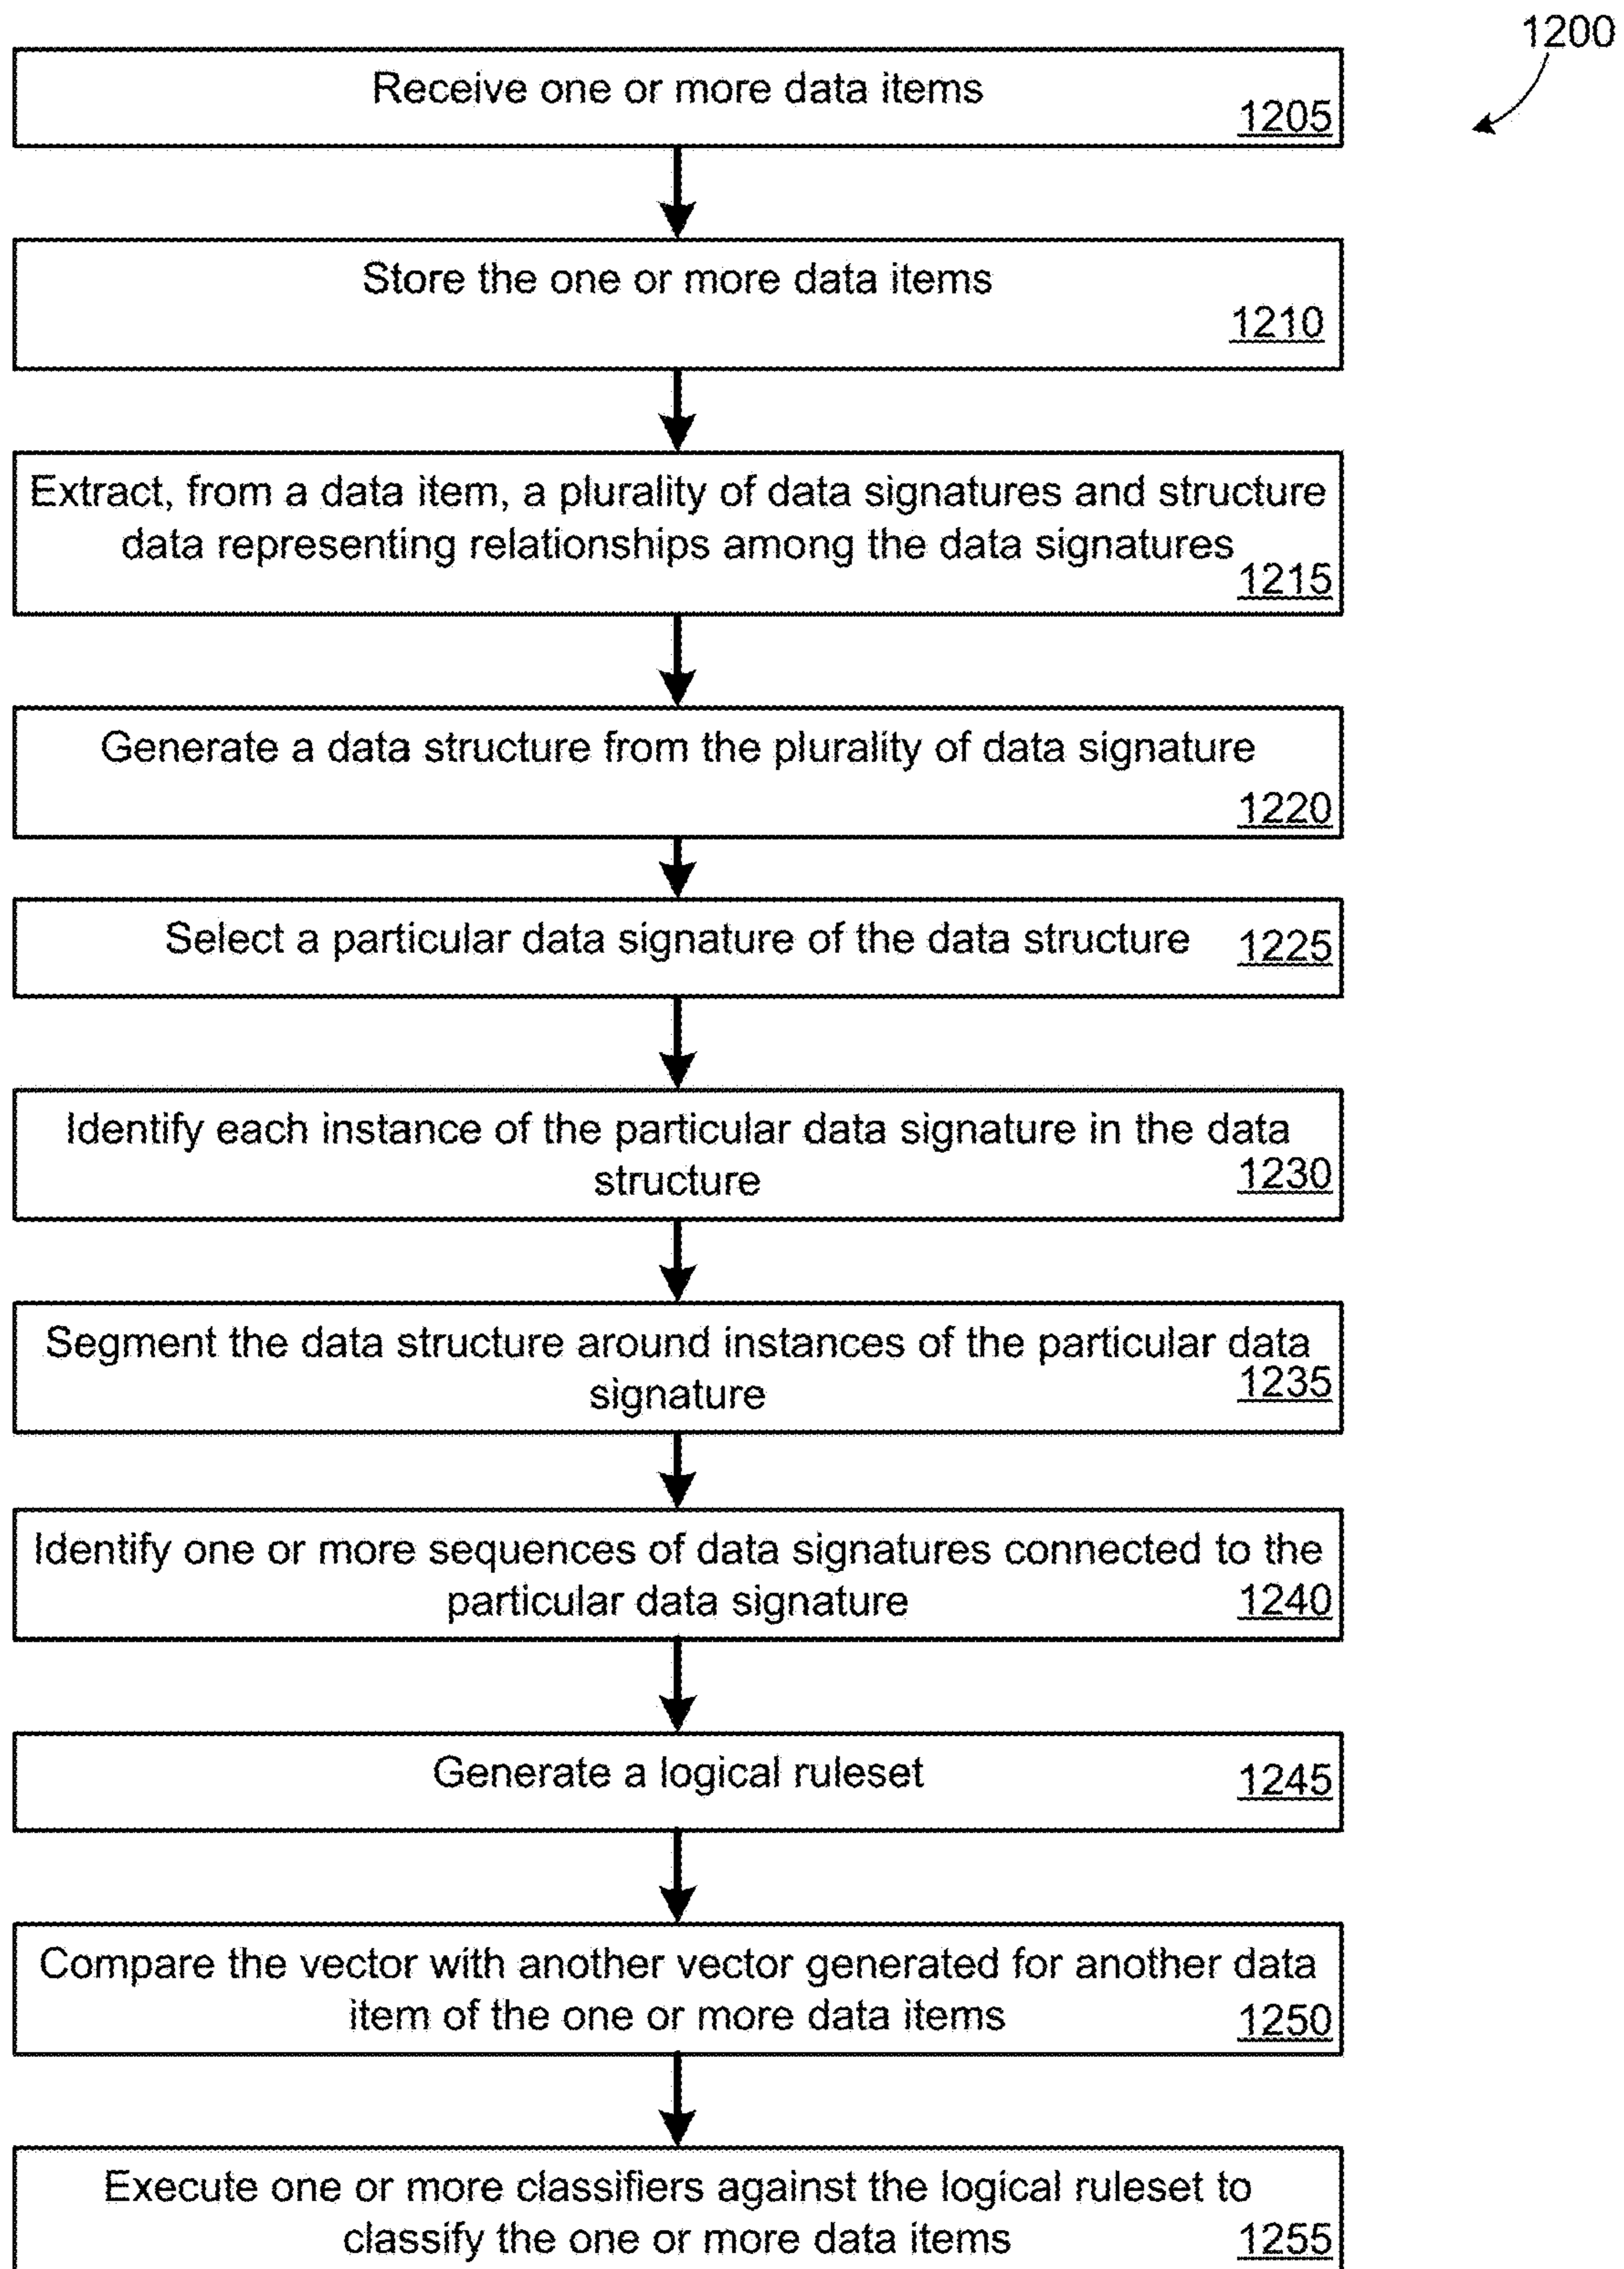 1200
Receive one or more data items
1205
Store the one or more data items
1210
Extract, from a data item, a plurality of data signatures and structure
data representing relationships among the data signatures
1215
Generate a data structure from the plurality of data signature
1220
Select a particular data signature of the data structure 1225
Identify each instance of the particular data signature in the data
structure 1230
Segment the data structure around instances of the particular data
signature 1235
Identify one or more sequences of data signatures connected to the
particular data signature 1240
Generate a logical ruleset 1245
Compare the vector with another vector generated for another data
item of the one or more data items 1250
Execute one or more classifiers against the logical ruleset to
classify the one or more data items 1255